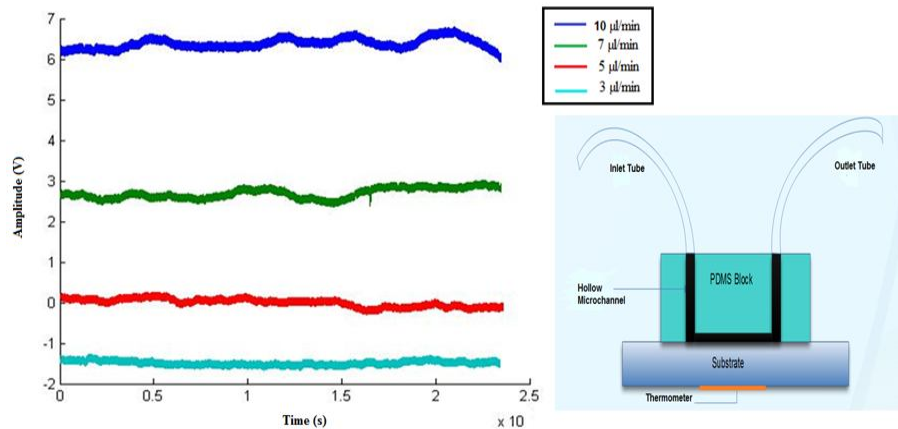 7
6
5
4
3
2
1
0
-1
-2
Amplitude (V)
0 0.5 1 1.5 2 2.5
Time (s)
x 10
10 μl/min
7 μl/min
5 μl/min
3 μl/min
Inlet Tube
Outlet Tube
PDMS Block
Hollow
Microchannel
Substrate
Thermometer